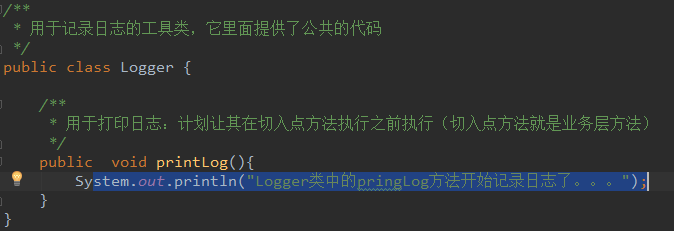 /**
 * 用于记录日志的工具类，它里面提供了公共的代码
 */
public class Logger {
/**
 * 用于打印日志：计划让其在切入点方法执行之前执行（切入点方法就是业务层方法）
 */
public  void printLog(){
System.out.println("Logger类中的pringLog方法开始记录日志了。。。");
}
}